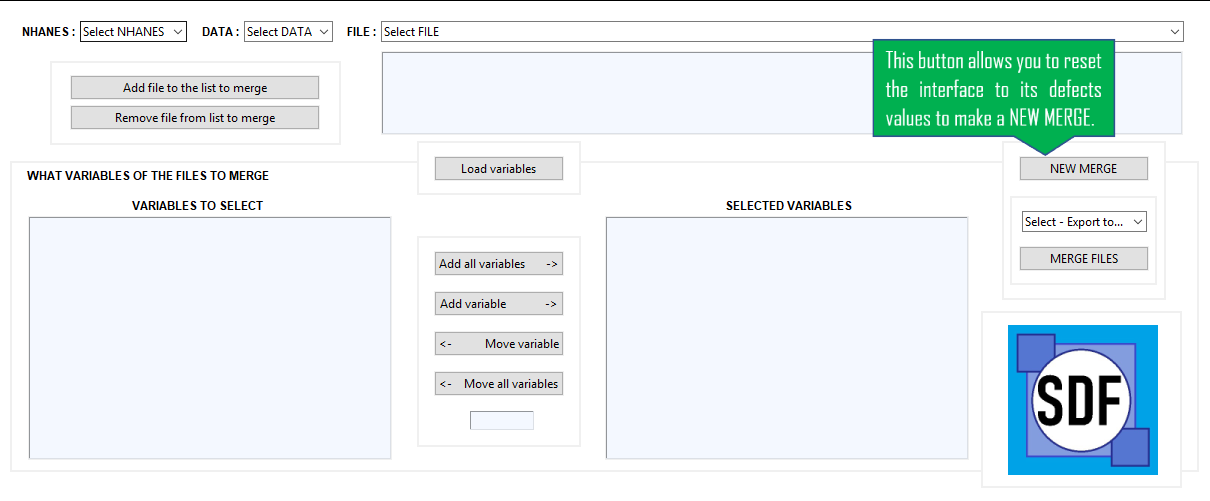 NHANES : Select NHANES DATA : Select DATA FILE : Select FILE
This button allows you to reset
the interface to its defects
values to make a NEW MERGE.
Add file to the list to merge
Remove file from list to merge
Load variables
NEW MERGE
WHAT VARIABLES OF THE FILES TO MERGE
VARIABLES TO SELECT
SELECTED VARIABLES
Select - Export to...
MERGE FILES
Add all variables ->
Add variable ->
<- Move variable
<- Move all variables
SDF